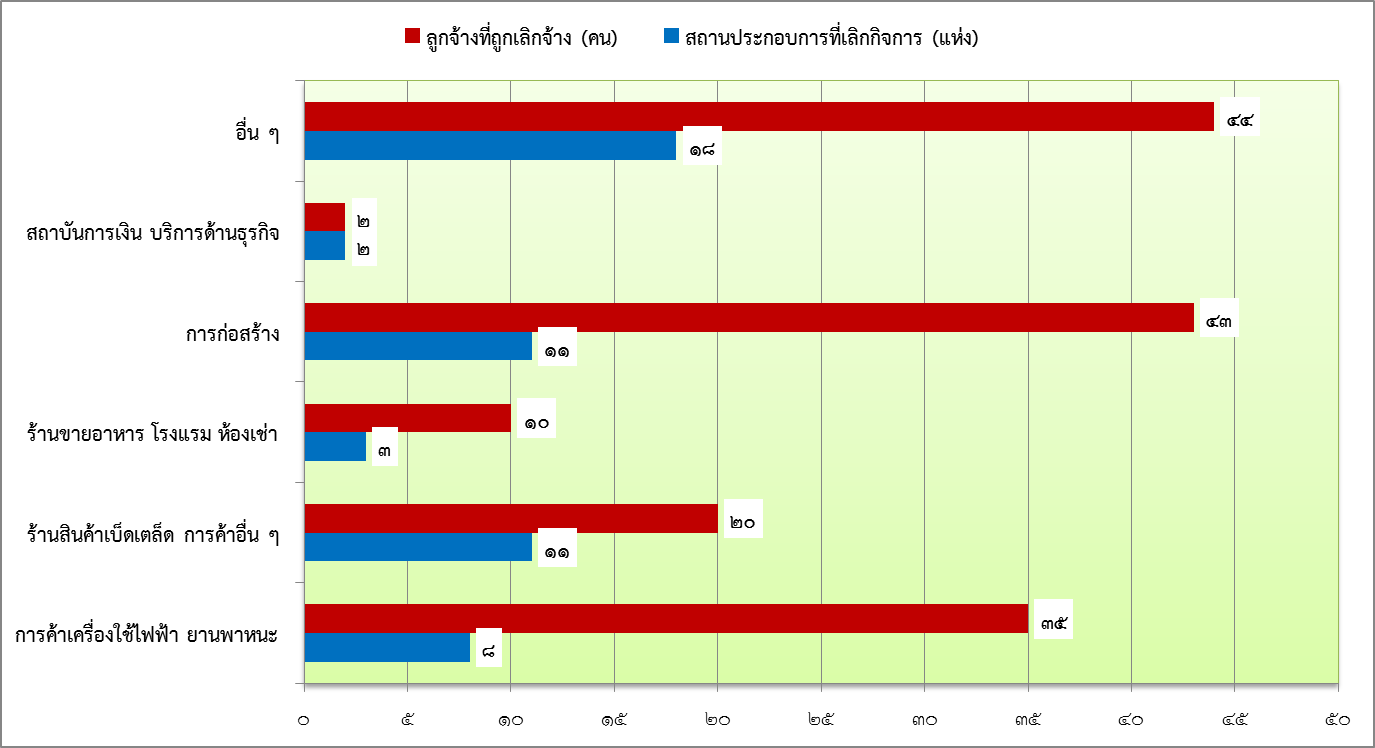 ลูกจ้างที่ถูกเลิกจ้าง (คน) สถานประกอบการที่เลิกกิจการ (แห่ง)
อื่น ๆ
๔๔
๑๘
สถาบันการเงิน บริการด้านธุรกิจ
๒
๒
การก่อสร้าง
๔๓
๑๑
ร้านขายอาหาร โรงแรม ห้องเช่า
๑๐
๓
ร้านสินค้าเบ็ดเตล็ด การค้าอื่น ๆ
๒๐
๑๑
การค้าเครื่องใช้ไฟฟ้า ยานพาหนะ
๓๕
๘
๐ ๕ ๑๐ ๑๕ ๒๐ ๒๕ ๓๐ ๓๕ ๔๐ ๔๕ ๕๐